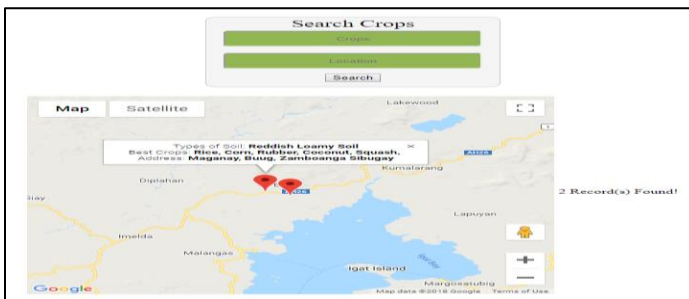 Search Crops
Crops
Location
Search
Map Satellite
Lakewood
Types of Soil: Reddish Loamy Soil
Best Crops: Rice, Corn, Rubber, Coconut, Squash,
Address: Maganay, Buug, Zamboanga Sibugay
×
AH26
Kumalarang
Diplahan
AH26
2 Record(s) Found!
Lapuyan
Imelda
Malangas
Igat Island
Margosatubig
Google
Map data ©2018 Google Terms of Use